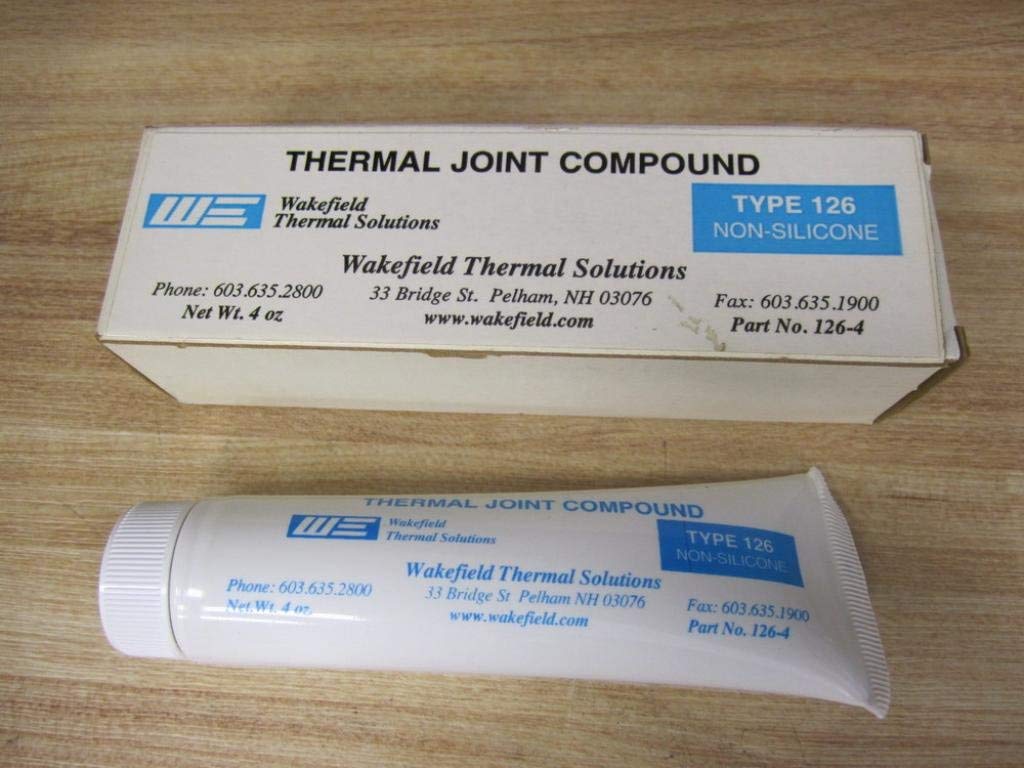 THERMAL JOINT COMPOUND
WE Wakefield
Thermal Solutions
TYPE 126
NON-SILICONE
Wakefield Thermal Solutions
Phone: 603.635.2800 33 Bridge St. Pelham, NH 03076 Fax: 603.635.1900
Net Wt. 4 oz www.wakefield.com Part No. 126-4
THERMAL JOINT COMPOUND
WE Wakefield
Thermal Solutions
TYPE 126
NON-SILICONE
Wakefield Thermal Solutions
Phone: 603.635.2800 33 Bridge St Pelham NH 03076 Fax: 603.635.1900
Net.Wt. 4 oz. www.wakefield.com Part No. 126-4